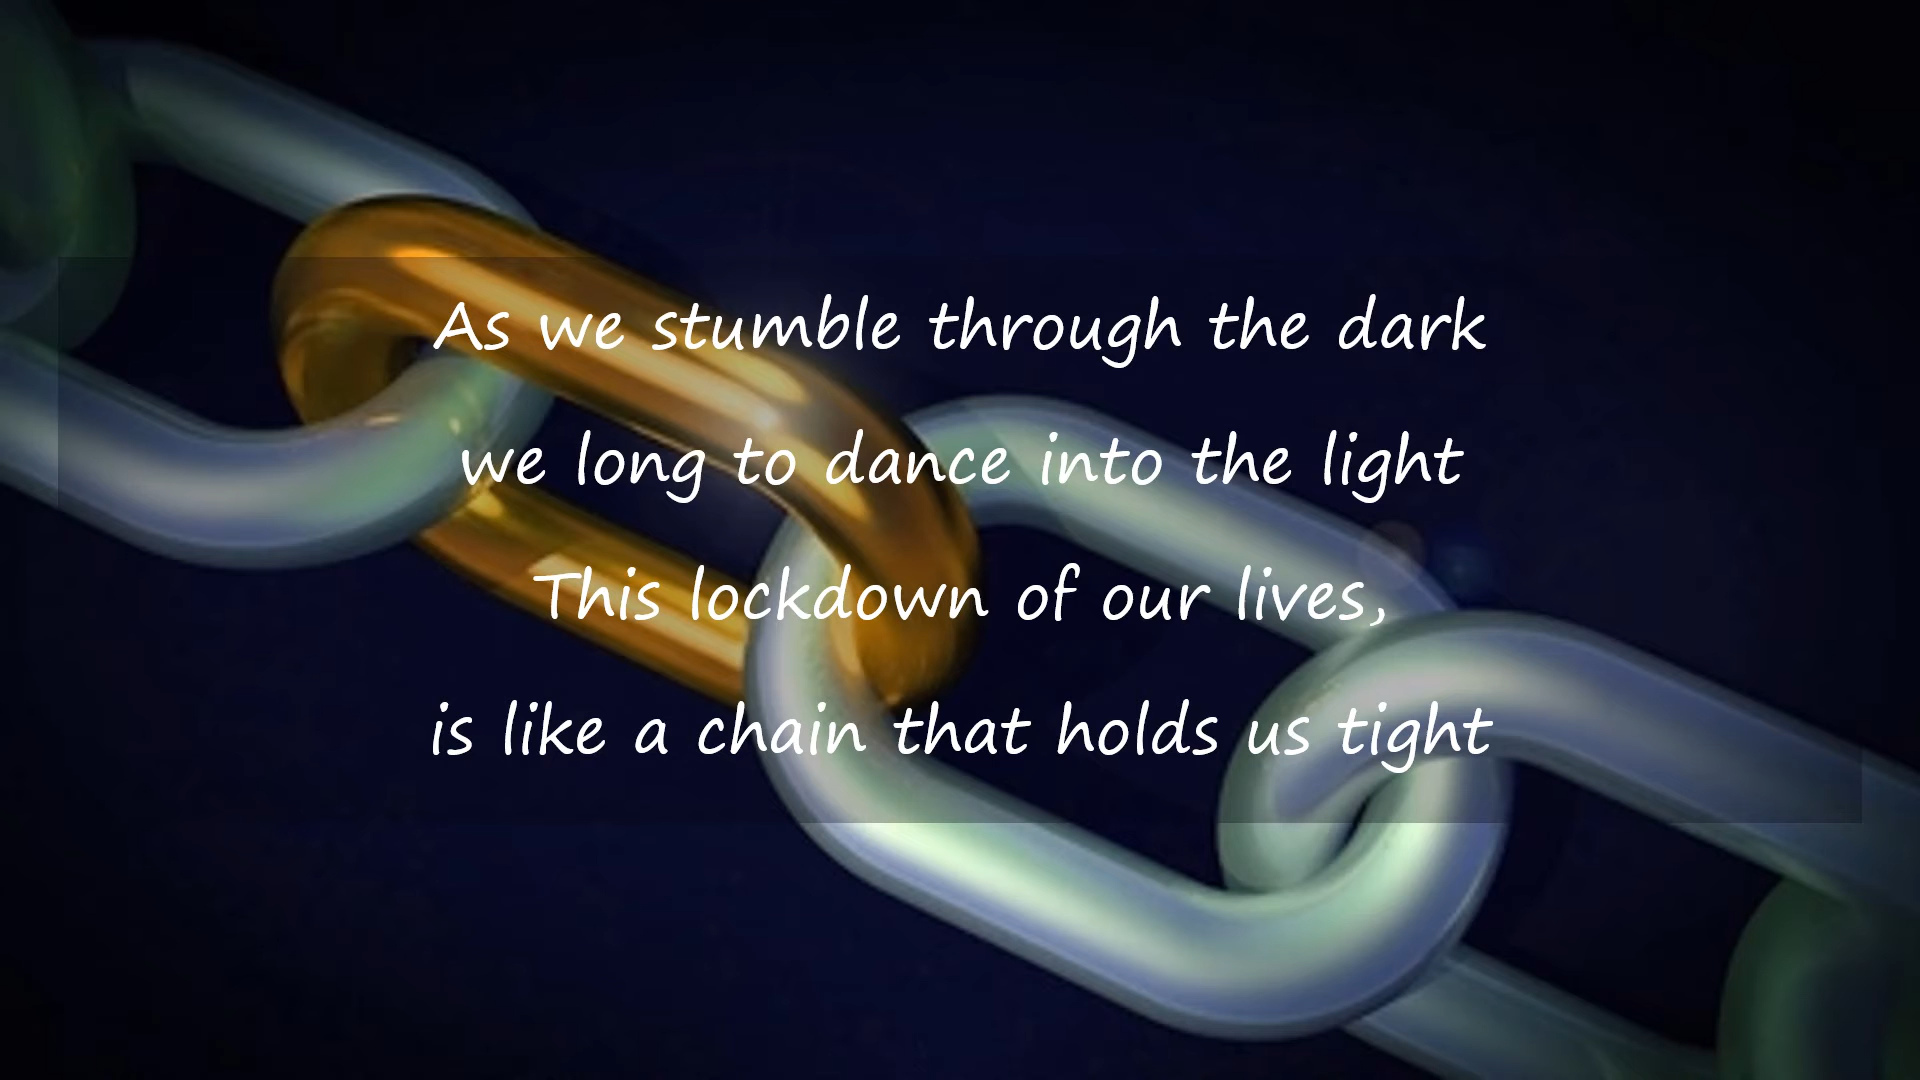 As we stumble through the dark
we long to dance into the light
This lockdown of our lives,
is like a chain that holds us tight